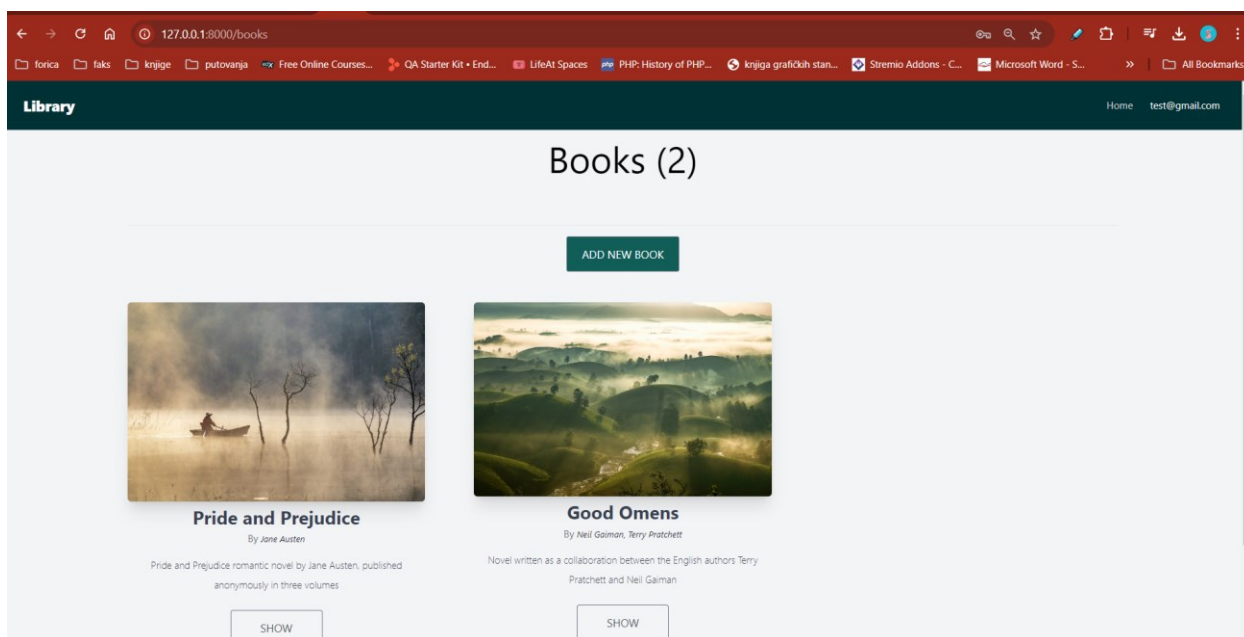 127.0.0.1:8000/books
forica faks knjige putovanja Free Online Courses... QA Starter Kit • End... LifeAt Spaces PHP: History of PHP... knjiga grafičkih stan... Stremio Addons - C... Microsoft Word - S... » All Bookmarks
Library Home test@gmail.com
Books (2)
ADD NEW BOOK
Pride and Prejudice
By Jane Austen
Pride and Prejudice romantic novel by Jane Austen, published
anonymously in three volumes
SHOW
Good Omens
By Neil Gaiman, Terry Pratchett
Novel written as a collaboration between the English authors Terry
Pratchett and Neil Gaiman
SHOW